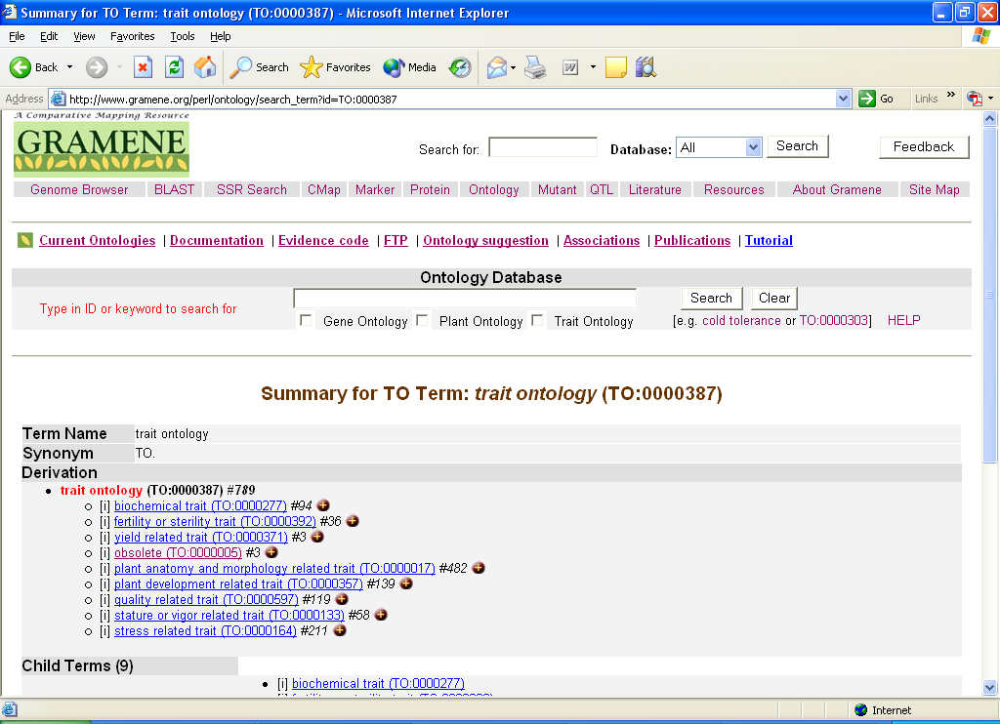 Summary for TO Term: trait ontology (TO:0000387) - Microsoft Internet Explorer
File Edit View Favorites Tools Help
Back Search Favorites Media
Address http://www.gramene.org/perl/ontology/search_term?id=TO:0000387 Go Links »
A Comparative Mapping Resource
GRAMENE
Search for: Database: All Search Feedback
Genome Browser BLAST SSR Search CMap Marker Protein Ontology Mutant QTL Literature Resources About Gramene Site Map
Current Ontologies | Documentation | Evidence code | FTP | Ontology suggestion | Associations | Publications | Tutorial
Ontology Database
Type in ID or keyword to search for Search Clear
Gene Ontology Plant Ontology Trait Ontology [e.g. cold tolerance or TO:0000303] HELP
Summary for TO Term: trait ontology (TO:0000387)
Term Name trait ontology
Synonym TO.
Derivation
trait ontology (TO:0000387) #789
[i] biochemical trait (TO:0000277) #94
[i] fertility or sterility trait (TO:0000392) #36
[i] yield related trait (TO:0000371) #3
[i] obsolete (TO:0000005) #3
[i] plant anatomy and morphology related trait (TO:0000017) #482
[i] plant development related trait (TO:0000357) #139
[i] quality related trait (TO:0000597) #119
[i] stature or vigor related trait (TO:0000133) #58
[i] stress related trait (TO:0000164) #211
Child Terms (9)
[i] biochemical trait (TO:0000277)
Internet